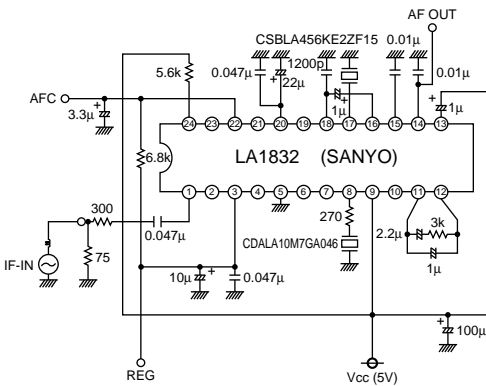 AF OUT
CSBLA456KE2ZF15 0.01μ
5.6k 0.047μ 1200p 0.01μ
22μ
+
AFC + 1μ + 1μ
3.3μ
24 23 22 21 20 19 18 17 16 15 14 13
6.8k LA1832 (SANYO)
1 2 3 4 5 6 7 8 9 10 11 12
300 270
0.047μ 2.2μ 3k
IF-IN 75 CDALA10M7GA046
10μ + 0.047μ 1μ
+ 100μ
REG Vcc (5V)